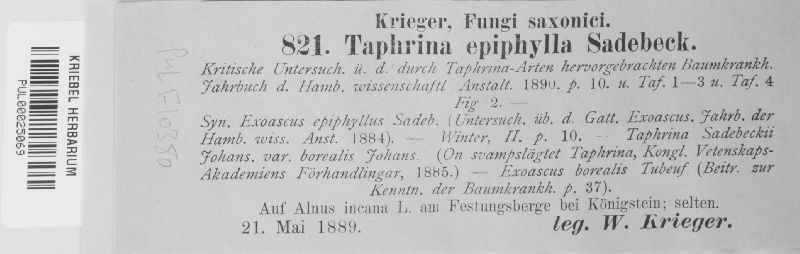 KRIEBEL HERBARIUM
PUL00025069
PUL F10350
Krieger, Fungi saxonici.
821. Taphrina epiphylla Sadebeck.
Kritische Untersuch. ü. d. durch Taphrina-Arten hervorgebrachten Baumkrankh.
Jahrbuch d. Hamb. wissenschaftl Anstalt. 1890. p. 10. u. Taf. 1—3 u. Taf. 4
Fig 2. —
Syn. Exoascus epiphyllus Sadeb. (Untersuch. üb. d. Gatt. Exoascus. Jahrb. der
Hamb. wiss. Anst. 1884). — Winter, II. p. 10. — Taphrina Sadebeckii
Johans. var. borealis Johans. (On svampslägtet Taphrina, Kongl. Vetenskaps-
Akademiens Förhandlingar, 1885.) — Exoascus borealis Tubeuf (Beitr. zur
Kenntn. der Baumkrankh. p. 37).
Auf Alnus incana L. am Festungsberge bei Königstein; selten.
21. Mai 1889. leg. W. Krieger.